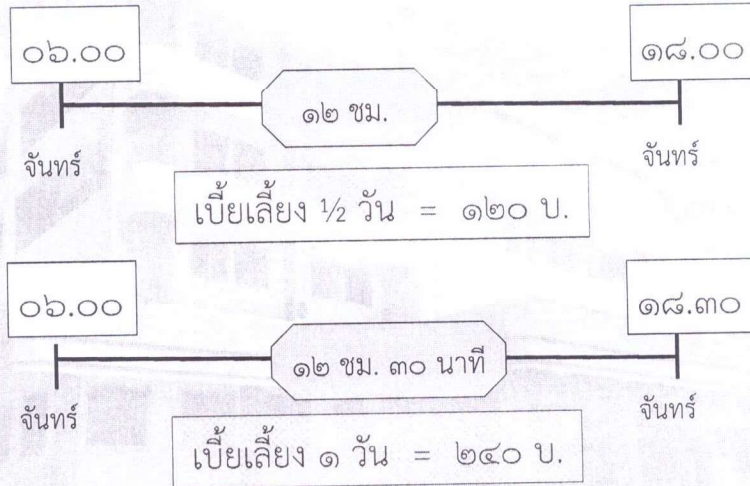 ๐๖.๐๐ ๑๘.๐๐
๑๒ ชม.
จันทร์ จันทร์
เบี้ยเลี้ยง ½ วัน = ๑๒๐ บ.
๐๖.๐๐ ๑๘.๓๐
๑๒ ชม. ๓๐ นาที
จันทร์ จันทร์
เบี้ยเลี้ยง ๑ วัน = ๒๔๐ บ.